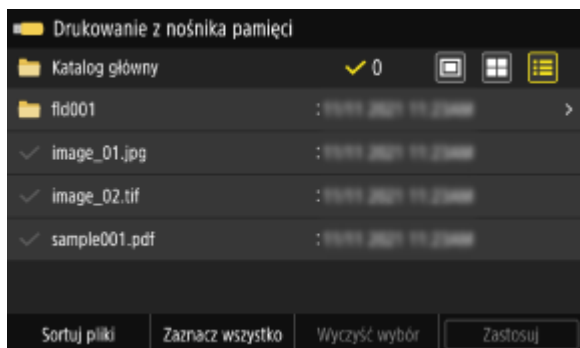 Drukowanie z nośnika pamięci
Katalog główny 0
fld001 :
image_01.jpg :
image_02.tif :
sample001.pdf :
Sortuj pliki Zaznacz wszystko Wyczyść wybór Zastosuj